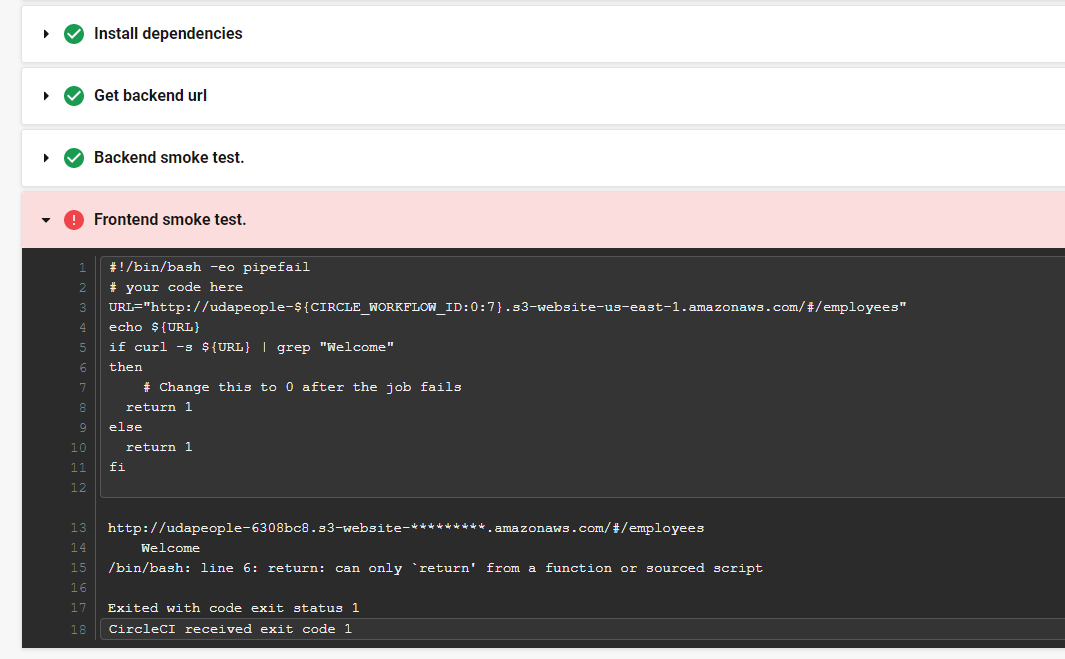 Install dependencies
Get backend url
Backend smoke test.
Frontend smoke test.
1 #!/bin/bash -eo pipefail
2 # your code here
3 URL="http://udapeople-${CIRCLE_WORKFLOW_ID:0:7}.s3-website-us-east-1.amazonaws.com/#/employees"
4 echo ${URL}
5 if curl -s ${URL} | grep "Welcome"
6 then
7     # Change this to 0 after the job fails
8   return 1
9 else
10   return 1
11 fi
12
13 http://udapeople-6308bc8.s3-website-*********.amazonaws.com/#/employees
14     Welcome
15 /bin/bash: line 6: return: can only `return' from a function or sourced script
16
17 Exited with code exit status 1
18 CircleCI received exit code 1